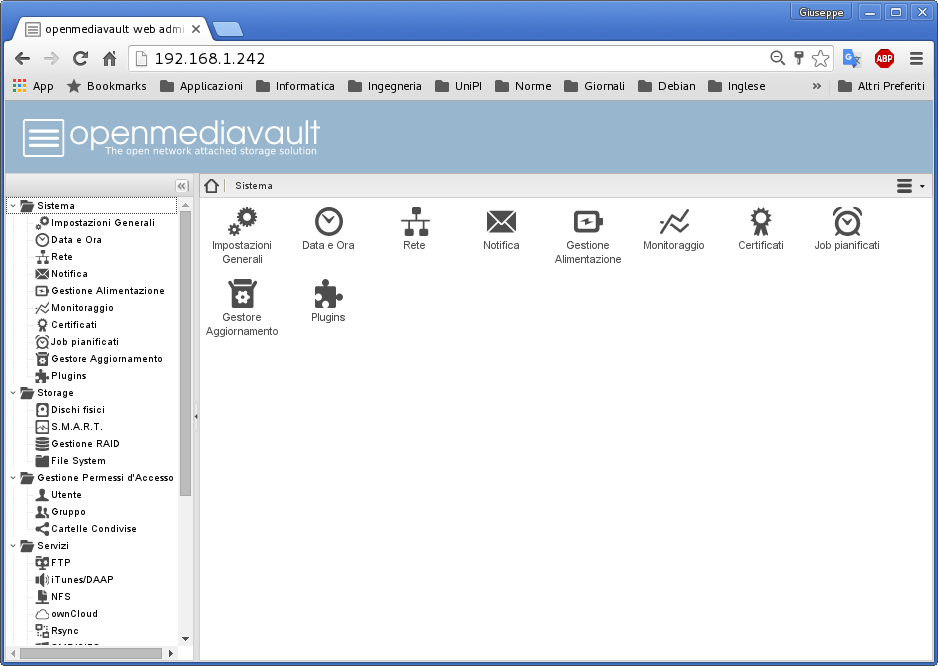 Giuseppe
openmediavault web admi
192.168.1.242
App Bookmarks Applicazioni Informatica Ingegneria UniPI Norme Giornali Debian Inglese » Altri Preferiti
openmediavault
The open network attached storage solution
Sistema
Sistema
Impostazioni Generali
Data e Ora
Rete
Notifica
Gestione Alimentazione
Monitoraggio
Certificati
Job pianificati
Gestore Aggiornamento
Plugins
Storage
Dischi fisici
S.M.A.R.T.
Gestione RAID
File System
Gestione Permessi d'Accesso
Utente
Gruppo
Cartelle Condivise
Servizi
FTP
iTunes/DAAP
NFS
ownCloud
Rsync
Impostazioni
Generali
Data e Ora
Rete
Notifica
Gestione
Alimentazione
Monitoraggio
Certificati
Job pianificati
Gestore
Aggiornamento
Plugins
ABP